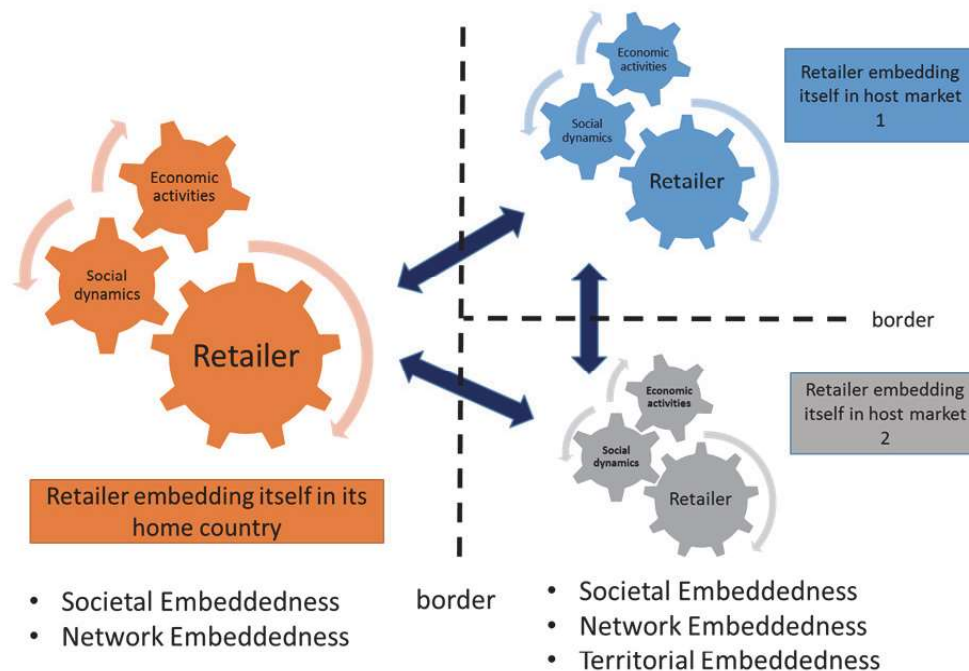 Economic
activities
Social
dynamics
Retailer
Retailer embedding itself in its
home country
• Societal Embeddedness
• Network Embeddedness
border
Economic
activities
Social
dynamics
Retailer
Retailer embedding
itself in host market
1
border
Economic
activities
Social
dynamics
Retailer
Retailer embedding
itself in host market
2
• Societal Embeddedness
• Network Embeddedness
• Territorial Embeddedness